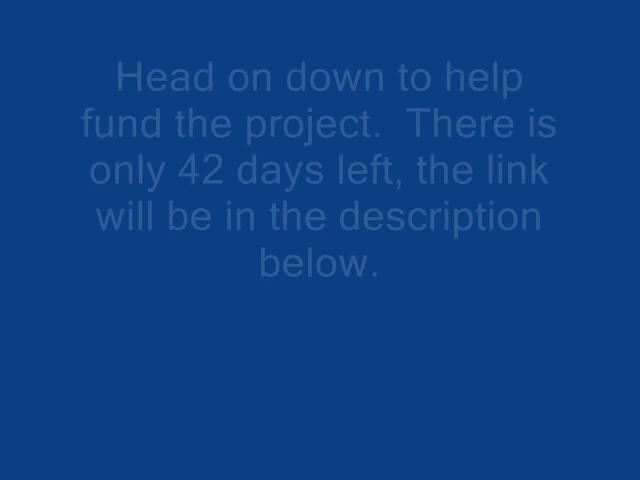 Head on down to help
fund the project.  There is
only 42 days left, the link
will be in the description
below.